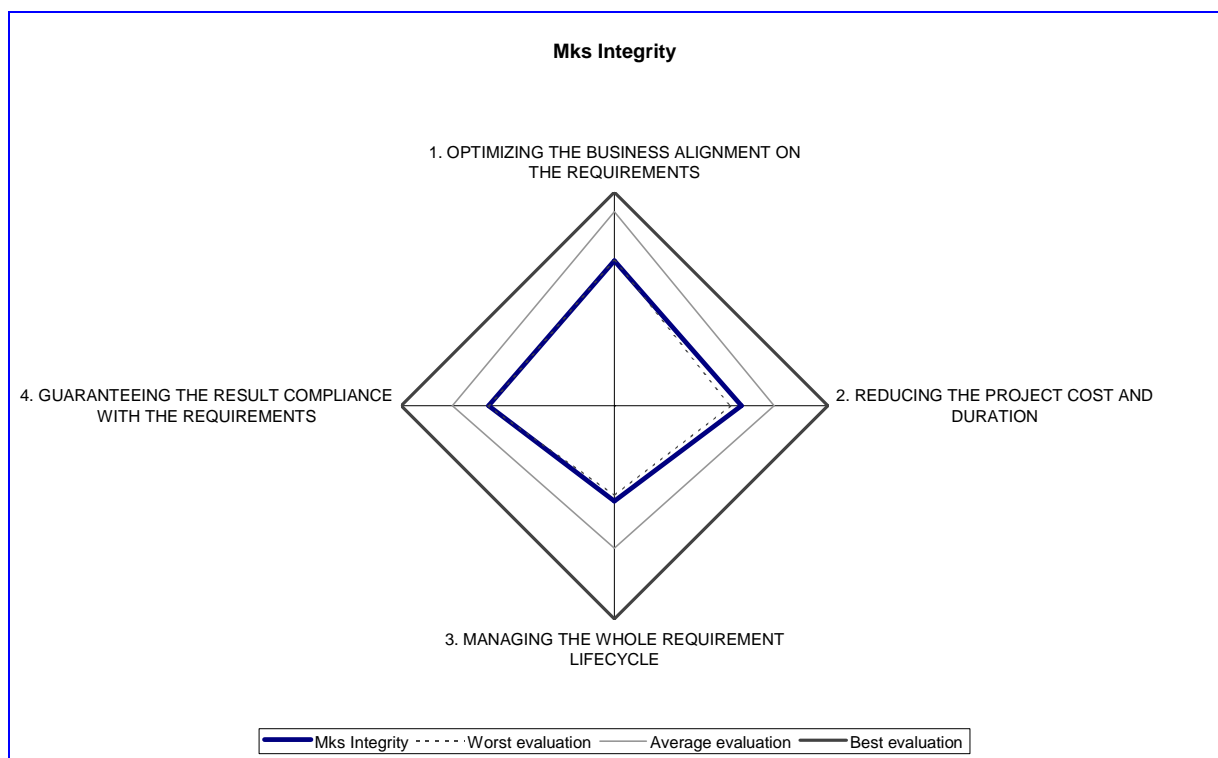 Mks Integrity
1. OPTIMIZING THE BUSINESS ALIGNMENT ON
THE REQUIREMENTS
4. GUARANTEEING THE RESULT COMPLIANCE
WITH THE REQUIREMENTS
2. REDUCING THE PROJECT COST AND
DURATION
3. MANAGING THE WHOLE REQUIREMENT
LIFECYCLE
Mks Integrity Worst evaluation Average evaluation Best evaluation